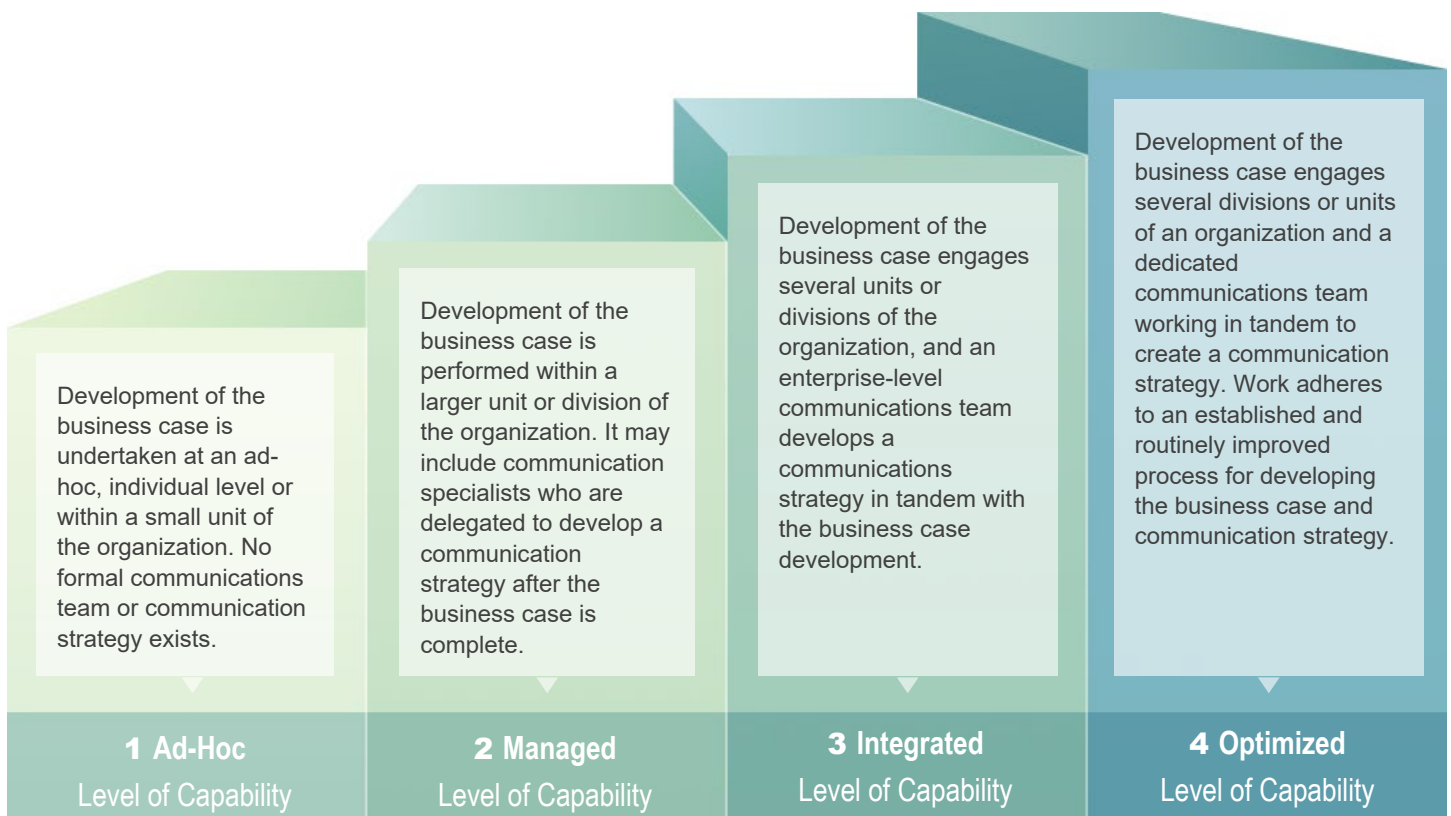 Development of the
business case is
undertaken at an ad-
hoc, individual level or
within a small unit of
the organization. No
formal communications
team or communication
strategy exists.
1 Ad-Hoc
Level of Capability
Development of the
business case is
performed within a
larger unit or division of
the organization. It may
include communication
specialists who are
delegated to develop a
communication
strategy after the
business case is
complete.
2 Managed
Level of Capability
Development of the
business case engages
several units or
divisions of the
organization, and an
enterprise-level
communications team
develops a
communications
strategy in tandem with
the business case
development.
3 Integrated
Level of Capability
Development of the
business case engages
several divisions or units
of an organization and a
dedicated
communications team
working in tandem to
create a communication
strategy. Work adheres
to an established and
routinely improved
process for developing
the business case and
communication strategy.
4 Optimized
Level of Capability